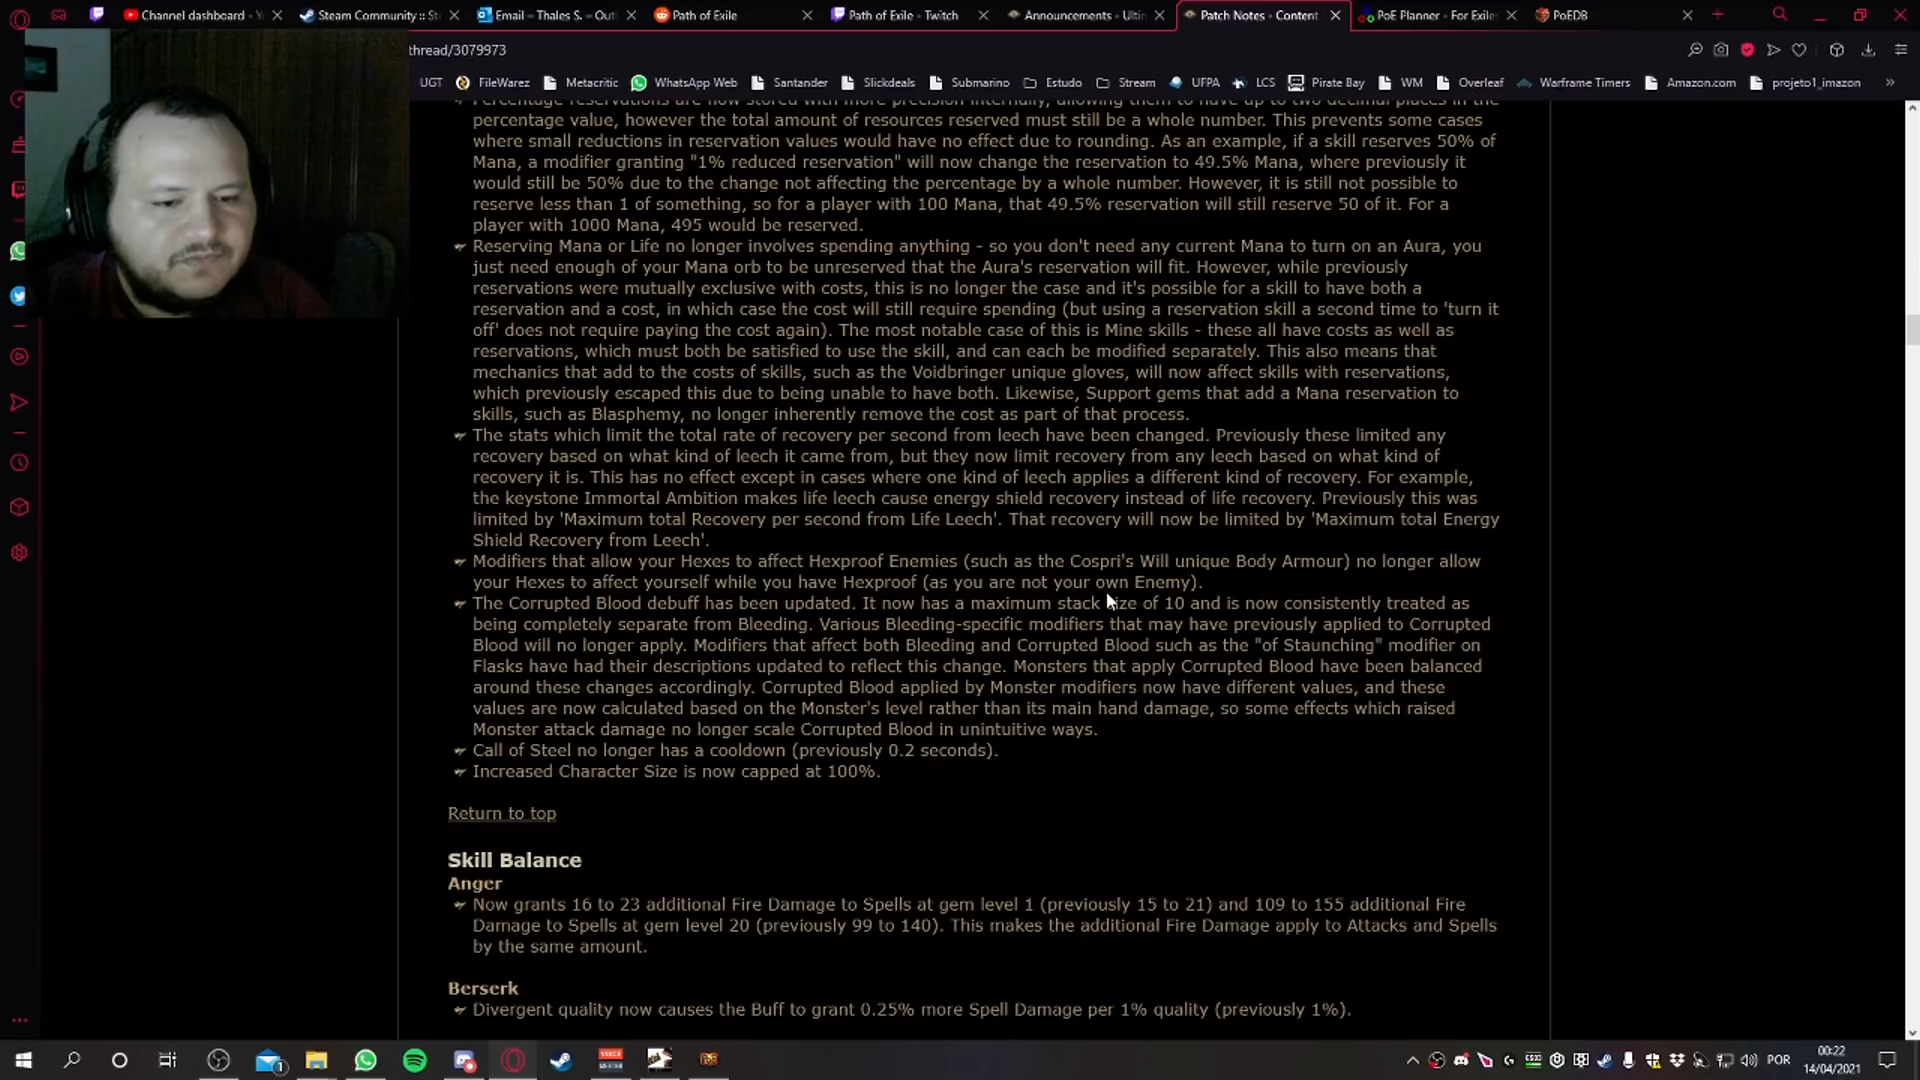 Channel dashboard - Y
Steam Community :: St
Email – Thales S. – Outl
Path of Exile
Path of Exile - Twitch
Announcements - Ultin
Patch Notes - Content
PoE Planner - For Exile
PoEDB
thread/3079973
UGT
FileWarez
Metacritic
WhatsApp Web
Santander
Slickdeals
Submarino
Estudo
Stream
UFPA
LCS
Pirate Bay
WM
Overleaf
Warframe Timers
Amazon.com
projeto1_imazon
Percentage reservations are now stored with more precision internally, allowing them to have up to two decimal places in the
percentage value, however the total amount of resources reserved must still be a whole number. This prevents some cases
where small reductions in reservation values would have no effect due to rounding. As an example, if a skill reserves 50% of
Mana, a modifier granting "1% reduced reservation" will now change the reservation to 49.5% Mana, where previously it
would still be 50% due to the change not affecting the percentage by a whole number. However, it is still not possible to
reserve less than 1 of something, so for a player with 100 Mana, that 49.5% reservation will still reserve 50 of it. For a
player with 1000 Mana, 495 would be reserved.
Reserving Mana or Life no longer involves spending anything - so you don't need any current Mana to turn on an Aura, you
just need enough of your Mana orb to be unreserved that the Aura's reservation will fit. However, while previously
reservations were mutually exclusive with costs, this is no longer the case and it's possible for a skill to have both a
reservation and a cost, in which case the cost will still require spending (but using a reservation skill a second time to 'turn it
off' does not require paying the cost again). The most notable case of this is Mine skills - these all have costs as well as
reservations, which must both be satisfied to use the skill, and can each be modified separately. This also means that
mechanics that add to the costs of skills, such as the Voidbringer unique gloves, will now affect skills with reservations,
which previously escaped this due to being unable to have both. Likewise, Support gems that add a Mana reservation to
skills, such as Blasphemy, no longer inherently remove the cost as part of that process.
The stats which limit the total rate of recovery per second from leech have been changed. Previously these limited any
recovery based on what kind of leech it came from, but they now limit recovery from any leech based on what kind of
recovery it is. This has no effect except in cases where one kind of leech applies a different kind of recovery. For example,
the keystone Immortal Ambition makes life leech cause energy shield recovery instead of life recovery. Previously this was
limited by 'Maximum total Recovery per second from Life Leech'. That recovery will now be limited by 'Maximum total Energy
Shield Recovery from Leech'.
Modifiers that allow your Hexes to affect Hexproof Enemies (such as the Cospri's Will unique Body Armour) no longer allow
your Hexes to affect yourself while you have Hexproof (as you are not your own Enemy).
The Corrupted Blood debuff has been updated. It now has a maximum stack size of 10 and is now consistently treated as
being completely separate from Bleeding. Various Bleeding-specific modifiers that may have previously applied to Corrupted
Blood will no longer apply. Modifiers that affect both Bleeding and Corrupted Blood such as the "of Staunching" modifier on
Flasks have had their descriptions updated to reflect this change. Monsters that apply Corrupted Blood have been balanced
around these changes accordingly. Corrupted Blood applied by Monster modifiers now have different values, and these
values are now calculated based on the Monster's level rather than its main hand damage, so some effects which raised
Monster attack damage no longer scale Corrupted Blood in unintuitive ways.
Call of Steel no longer has a cooldown (previously 0.2 seconds).
Increased Character Size is now capped at 100%.
Return to top
Skill Balance
Anger
Now grants 16 to 23 additional Fire Damage to Spells at gem level 1 (previously 15 to 21) and 109 to 155 additional Fire
Damage to Spells at gem level 20 (previously 99 to 140). This makes the additional Fire Damage apply to Attacks and Spells
by the same amount.
Berserk
Divergent quality now causes the Buff to grant 0.25% more Spell Damage per 1% quality (previously 1%).
POR
00:22
14/04/2021